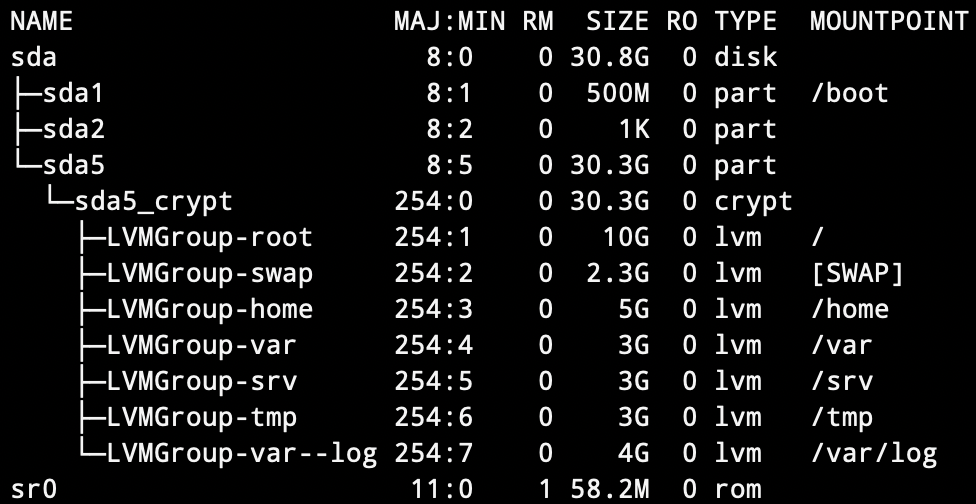 NAME                    MAJ:MIN RM   SIZE RO TYPE  MOUNTPOINT
sda                       8:0    0 30.8G  0 disk
├─sda1                    8:1    0  500M  0 part  /boot
├─sda2                    8:2    0    1K  0 part
└─sda5                    8:5    0 30.3G  0 part
  └─sda5_crypt          254:0    0 30.3G  0 crypt
    ├─LVMGroup-root     254:1    0   10G  0 lvm   /
    ├─LVMGroup-swap     254:2    0  2.3G  0 lvm   [SWAP]
    ├─LVMGroup-home     254:3    0    5G  0 lvm   /home
    ├─LVMGroup-var      254:4    0    3G  0 lvm   /var
    ├─LVMGroup-srv      254:5    0    3G  0 lvm   /srv
    ├─LVMGroup-tmp      254:6    0    3G  0 lvm   /tmp
    └─LVMGroup-var--log 254:7    0    4G  0 lvm   /var/log
sr0                      11:0    1 58.2M  0 rom